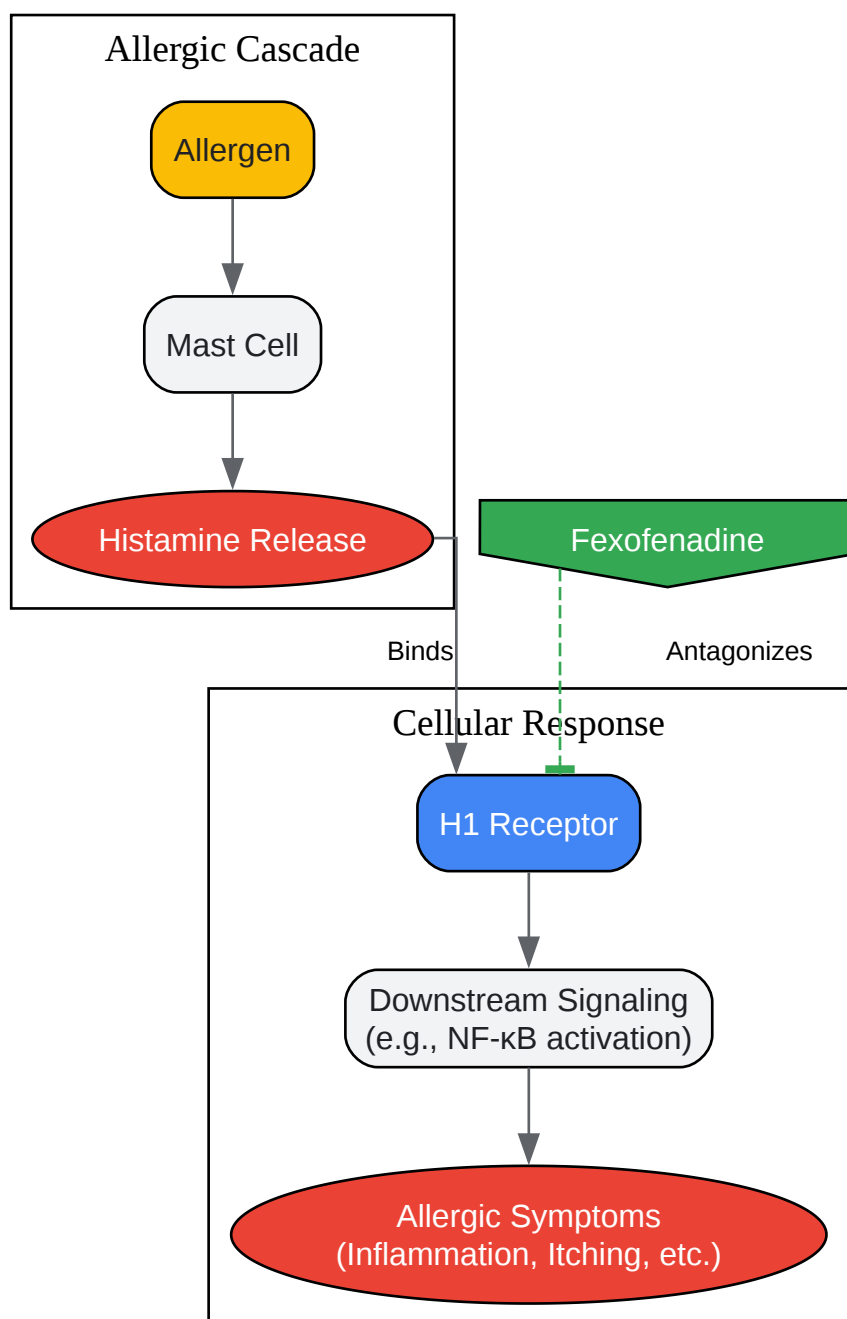 Allergic Cascade
Allergen
Mast Cell
Histamine Release
Fexofenadine
Binds
Antagonizes
Cellular Response
H1 Receptor
Downstream Signaling
(e.g., NF-κB activation)
Allergic Symptoms
(Inflammation, Itching, etc.)